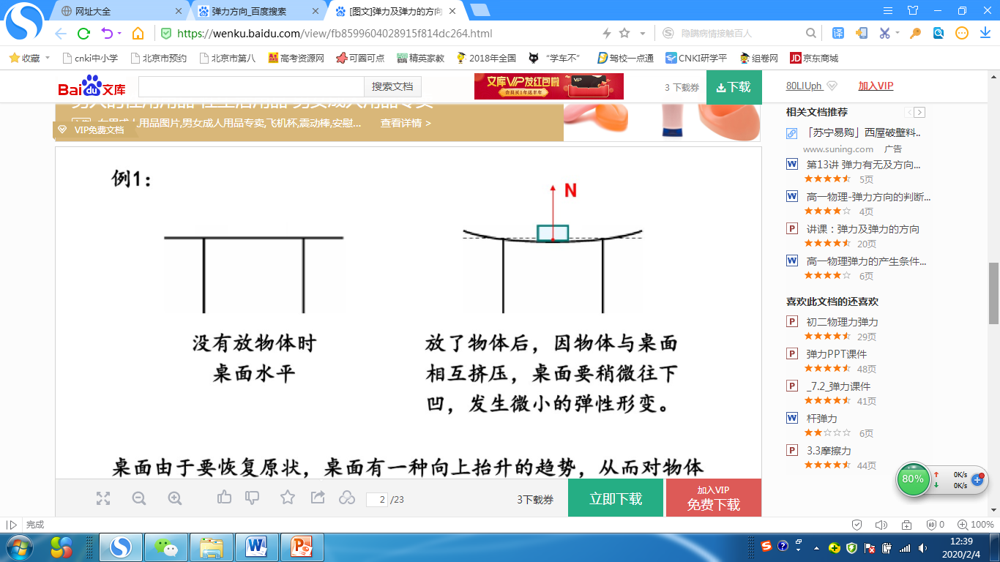 网址大全
弹力方向_百度搜索
[图文]弹力及弹力的方向
https://wenku.baidu.com/view/fb8599604028915f814dc264.html
隐瞒病情接触百人
译
收藏
cnki中小学
北京市预约
北京市第八
高考资源网
可圈可点
精英家教
2018年全国
“学车不”
驾校一点通
CNKI研学平
组卷网
JD 京东商城
Bai du 文库
搜索文档
文库VIP发红包啦
会员买1年送半年
VIP
3 下载券
下载
80LIUph
加入VIP
用品图片,男女成人用品专卖,飞机杯,震动棒,安慰...
查看详情 >
VIP免费文档
例1：
N
没有放物体时
桌面水平
放了物体后，因物体与桌面
相互挤压，桌面要稍微往下
凹，发生微小的弹性形变。
桌面由于要恢复原状，桌面有一种向上抬升的趋势，从而对物体
相关文档推荐
「苏宁易购」西屋破壁料..
www.suning.com 广告
W 第13讲 弹力有无及方向...
5页
W 高一物理-弹力方向的判断...
4页
P 讲课：弹力及弹力的方向
20页
W 高一物理弹力的产生条件...
6页
喜欢此文档的还喜欢
P 初二物理力弹力
29页
P 弹力PPT课件
48页
P _7.2_弹力课件
41页
W 杆弹力
6页
P 3.3摩擦力
44页
80%
0K/s
0K/s
2 /23
3下载券
立即下载
加入VIP
免费下载
完成
AD 0
100%
S
W
P
S
12:39
2020/2/4